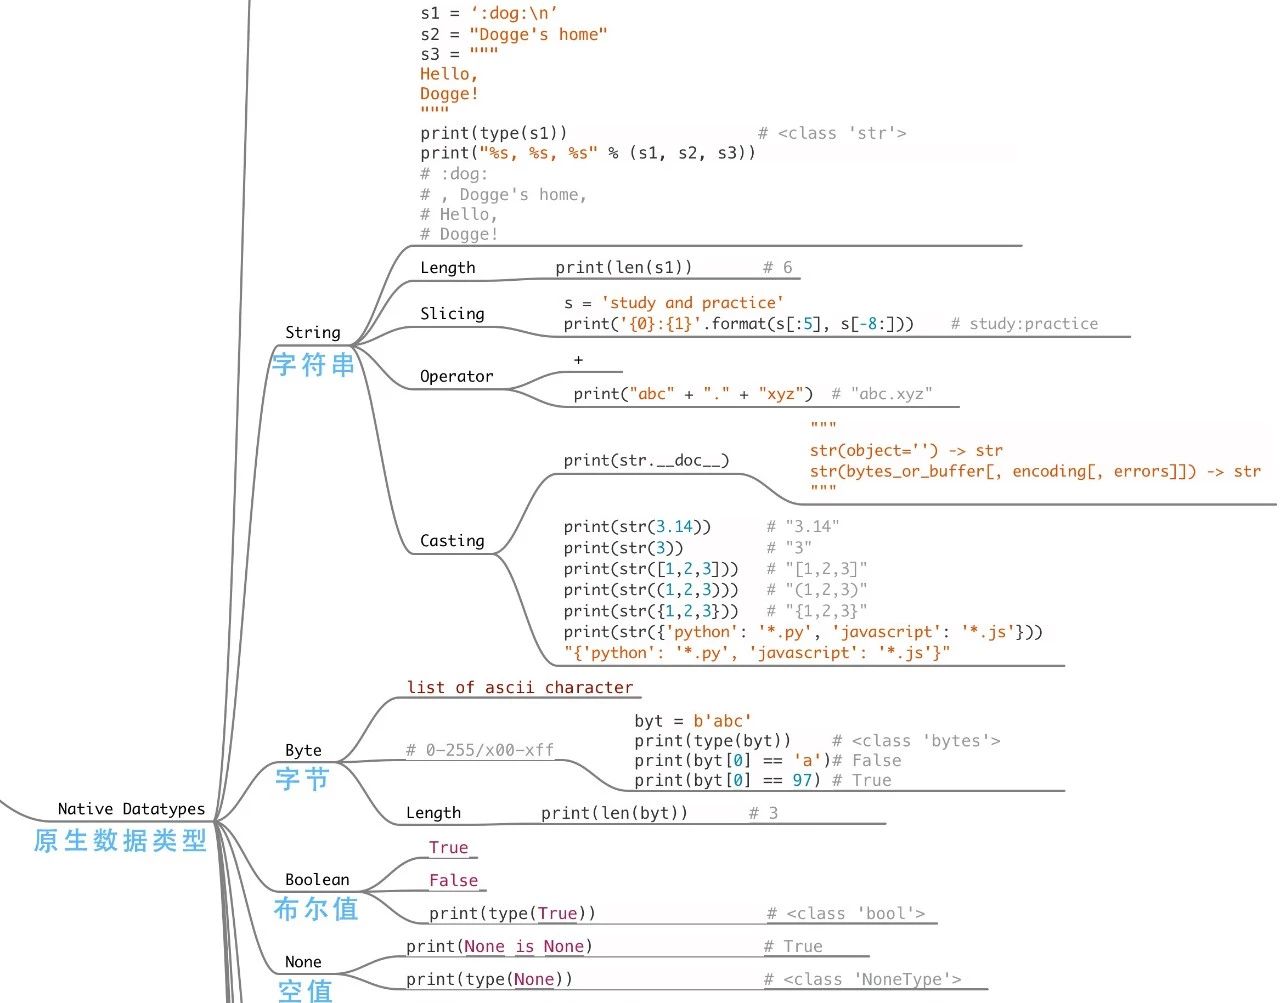 s1 = ‘:dog:\n’
s2 = "Dogge's home"
s3 = """
Hello,
Dogge!
"""
print(type(s1)) # <class 'str'>
print("%s, %s, %s" % (s1, s2, s3))
# :dog:
# , Dogge's home,
# Hello,
# Dogge!
Length print(len(s1)) # 6
s = 'study and practice'
Slicing
print('{0}:{1}'.format(s[:5], s[-8:])) # study:practice
String
字符串
+
Operator
print("abc" + "." + "xyz") # "abc.xyz"
"""
str(object='') -> str
print(str.__doc__)
str(bytes_or_buffer[, encoding[, errors]]) -> str
"""
Casting
print(str(3.14)) # "3.14"
print(str(3)) # "3"
print(str([1,2,3])) # "[1,2,3]"
print(str((1,2,3))) # "(1,2,3)"
print(str({1,2,3})) # "{1,2,3}"
print(str({'python': '*.py', 'javascript': '*.js'}))
"{'python': '*.py', 'javascript': '*.js'}"
list of ascii character
Byte
字节
# 0-255/x00-xff
byt = b'abc'
print(type(byt)) # <class 'bytes'>
print(byt[0] == 'a')# False
print(byt[0] == 97) # True
Length print(len(byt)) # 3
Native Datatypes
原生数据类型
True
Boolean
布尔值
False
print(type(True)) # <class 'bool'>
None
空值
print(None is None) # True
print(type(None)) # <class 'NoneType'>